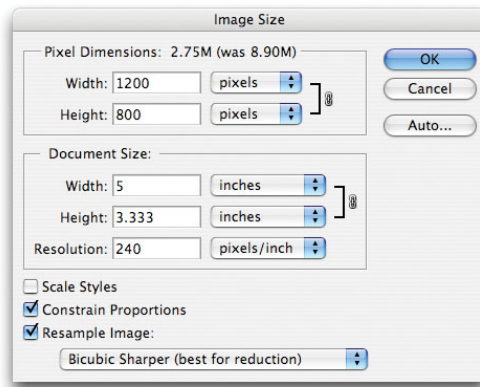 Image Size
Pixel Dimensions: 2.75M (was 8.90M)
Width: 1200 pixels
Height: 800 pixels
OK
Cancel
Auto...
Document Size:
Width: 5 inches
Height: 3.333 inches
Resolution: 240 pixels/inch
Scale Styles
Constrain Proportions
Resample Image:
Bicubic Sharper (best for reduction)